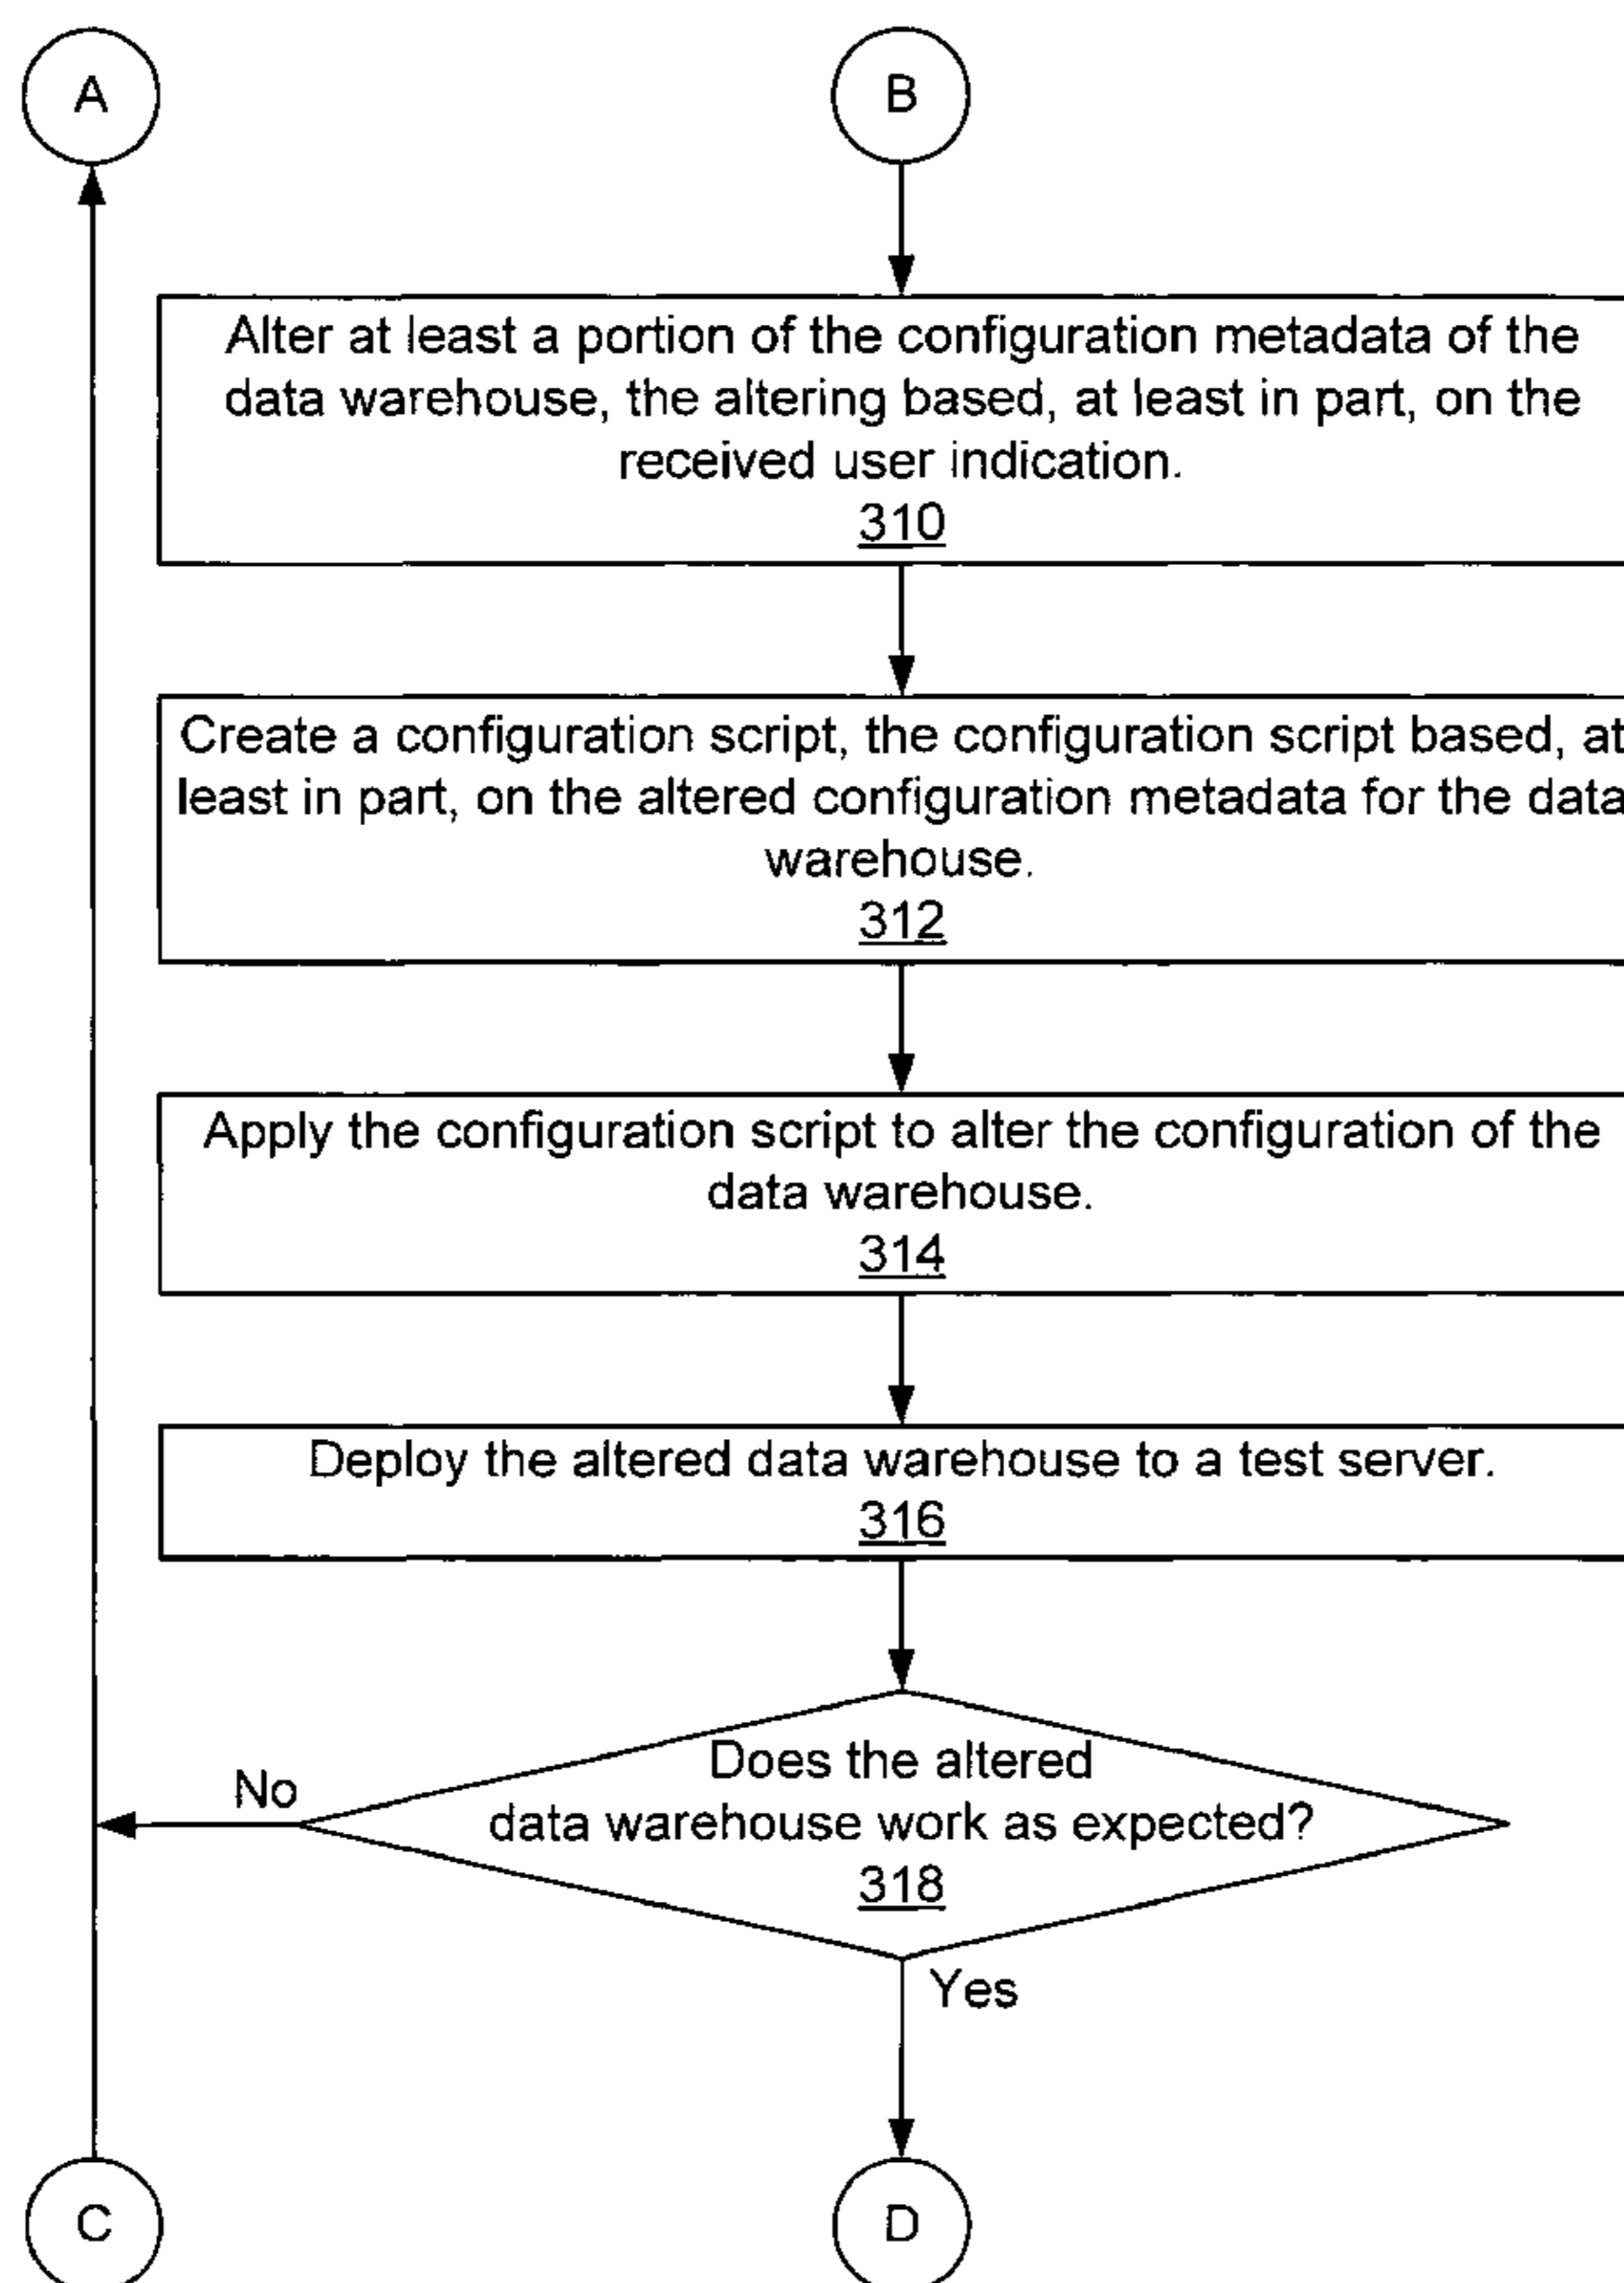 A
B
Alter at least a portion of the configuration metadata of the
data warehouse, the altering based, at least in part, on the
received user indication.
310
Create a configuration script, the configuration script based, at
least in part, on the altered configuration metadata for the data
warehouse.
312
Apply the configuration script to alter the configuration of the
data warehouse.
314
Deploy the altered data warehouse to a test server.
316
Does the altered
data warehouse work as expected?
318
No
Yes
C
D